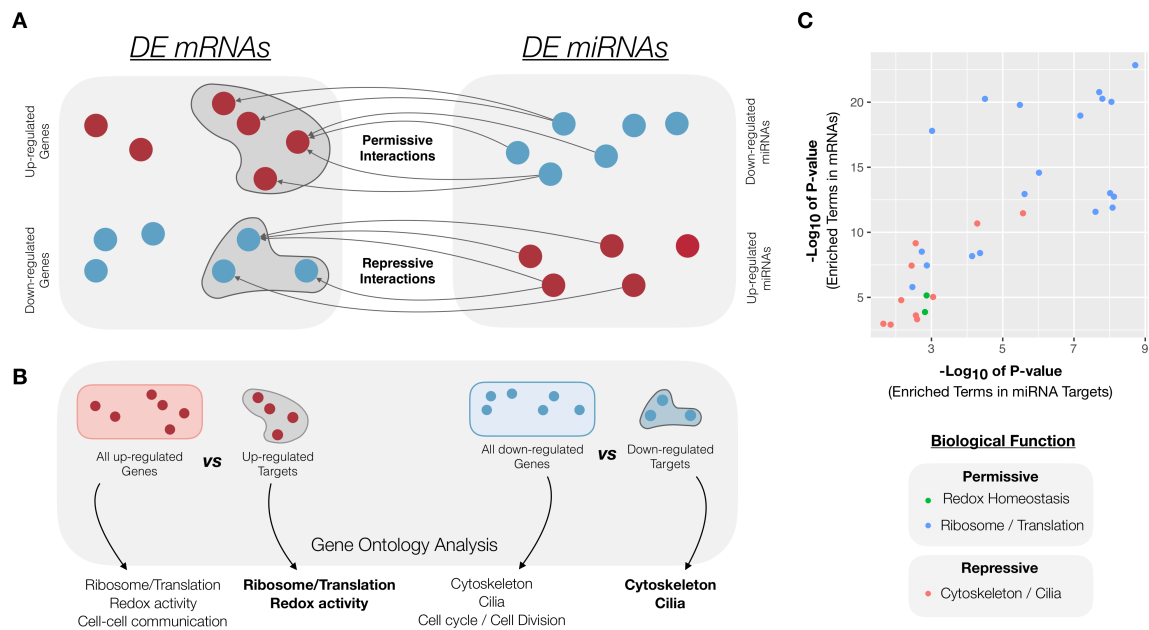 A
DE mRNAs
DE miRNAs
Up-regulated
Genes
Down-regulated
Genes
Permissive
Interactions
Repressive
Interactions
Down-regulated
miRNAs
Up-regulated
miRNAs
B
All up-regulated
Genes
vs
Up-regulated
Targets
All down-regulated
Genes
vs
Down-regulated
Targets
Gene Ontology Analysis
Ribosome/Translation
Redox activity
Cell-cell communication
Ribosome/Translation
Redox activity
Cytoskeleton
Cilia
Cell cycle / Cell Division
Cytoskeleton
Cilia
C
-Log10 of P-value
(Enriched Terms in mRNAs)
20
15
10
5
3
5
7
9
-Log10 of P-value
(Enriched Terms in miRNA Targets)
Biological Function
Permissive
Redox Homeostasis
Ribosome / Translation
Repressive
Cytoskeleton / Cilia